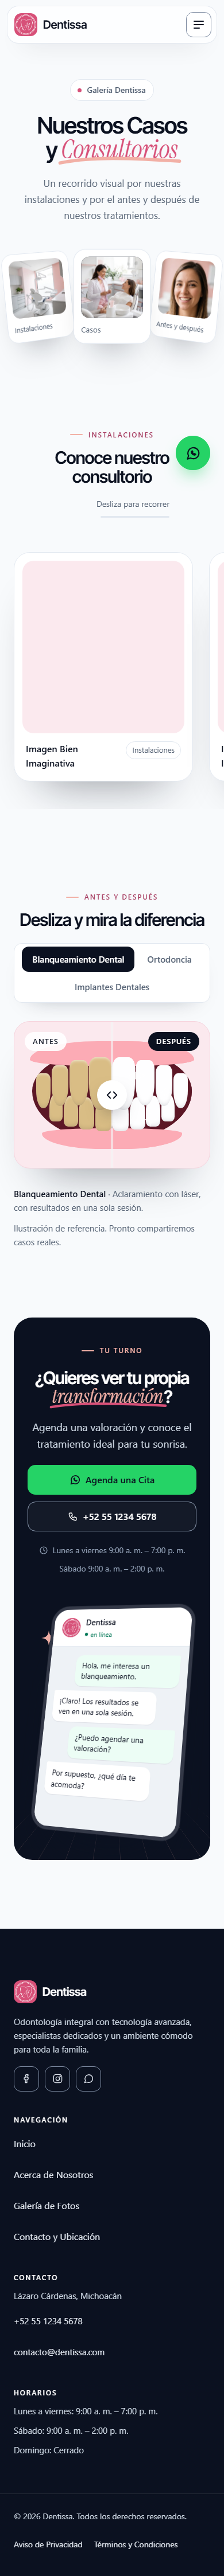 Dentissa
Galería Dentissa
Nuestros Casos
y Consultorios
Un recorrido visual por nuestras
instalaciones y por el antes y después de
nuestros tratamientos.
Instalaciones
Casos
Antes y después
INSTALACIONES
Conoce nuestro
consultorio
Desliza para recorrer
Imagen Bien
Imaginativa
Instalaciones
ANTES Y DESPUÉS
Desliza y mira la diferencia
Blanqueamiento Dental
Ortodoncia
Implantes Dentales
ANTES
DESPUÉS
Blanqueamiento Dental · Aclaramiento con láser,
con resultados en una sola sesión.
Ilustración de referencia. Pronto compartiremos
casos reales.
TU TURNO
¿Quieres ver tu propia
transformación?
Agenda una valoración y conoce el
tratamiento ideal para tu sonrisa.
Agenda una Cita
+52 55 1234 5678
Lunes a viernes 9:00 a. m. – 7:00 p. m.
Sábado 9:00 a. m. – 2:00 p. m.
Dentissa
en línea
Hola, me interesa un
blanqueamiento.
¡Claro! Los resultados se
ven en una sola sesión.
¿Puedo agendar una
valoración?
Por supuesto, ¿qué día te
acomoda?
Dentissa
Odontología integral con tecnología avanzada,
especialistas dedicados y un ambiente cómodo
para toda la familia.
NAVEGACIÓN
Inicio
Acerca de Nosotros
Galería de Fotos
Contacto y Ubicación
CONTACTO
Lázaro Cárdenas, Michoacán
+52 55 1234 5678
contacto@dentissa.com
HORARIOS
Lunes a viernes: 9:00 a. m. – 7:00 p. m.
Sábado: 9:00 a. m. – 2:00 p. m.
Domingo: Cerrado
© 2026 Dentissa. Todos los derechos reservados.
Aviso de Privacidad
Términos y Condiciones